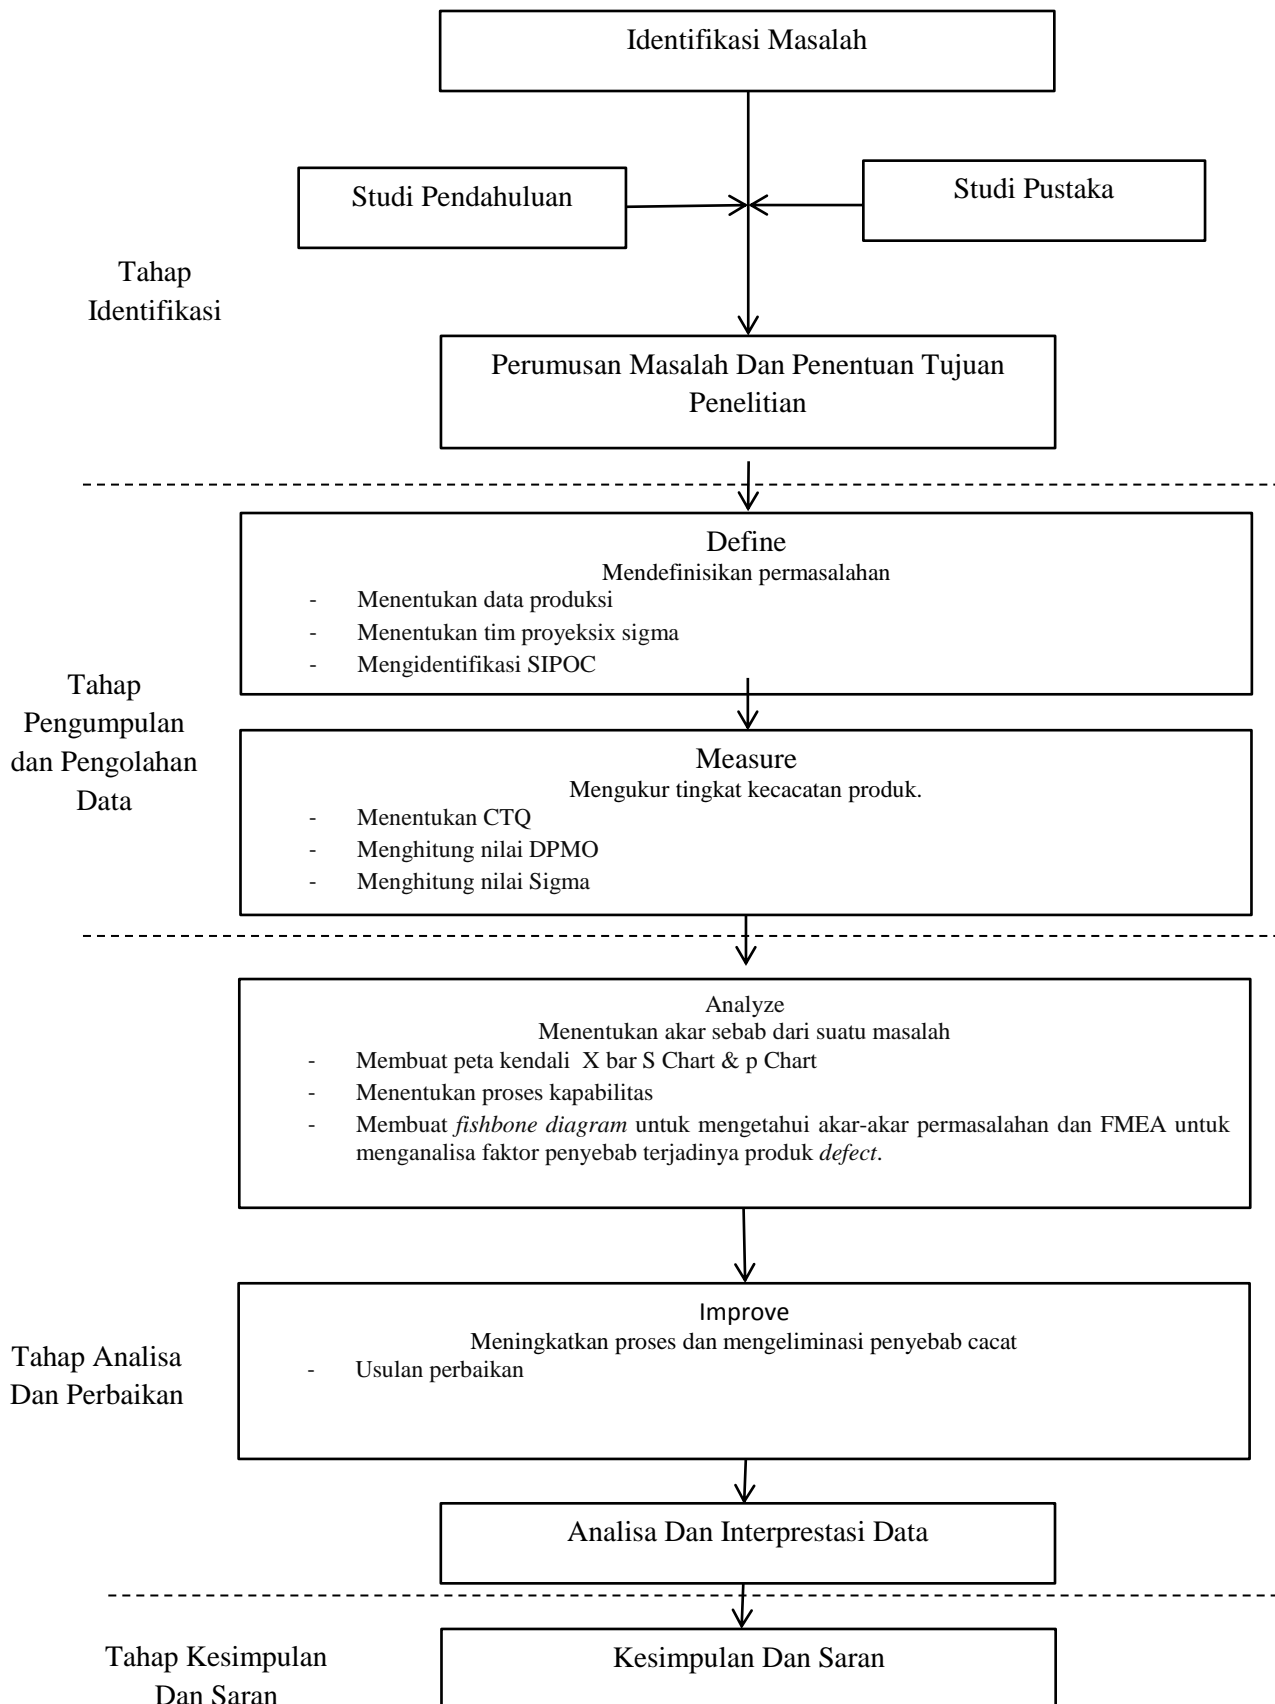 Identifikasi Masalah
Studi Pendahuluan
Studi Pustaka
Tahap
Identifikasi
Perumusan Masalah Dan Penentuan Tujuan
Penelitian
Define
Mendefinisikan permasalahan
- Menentukan data produksi
- Menentukan tim proyeksix sigma
- Mengidentifikasi SIPOC
Tahap
Pengumpulan
dan Pengolahan
Data
Measure
Mengukur tingkat kecacatan produk.
- Menentukan CTQ
- Menghitung nilai DPMO
- Menghitung nilai Sigma
Analyze
Menentukan akar sebab dari suatu masalah
- Membuat peta kendali X bar S Chart & p Chart
- Menentukan proses kapabilitas
- Membuat fishbone diagram untuk mengetahui akar-akar permasalahan dan FMEA untuk
menganalisa faktor penyebab terjadinya produk defect.
Improve
Meningkatkan proses dan mengeliminasi penyebab cacat
- Usulan perbaikan
Tahap Analisa
Dan Perbaikan
Analisa Dan Interprestasi Data
Tahap Kesimpulan
Dan Saran
Kesimpulan Dan Saran